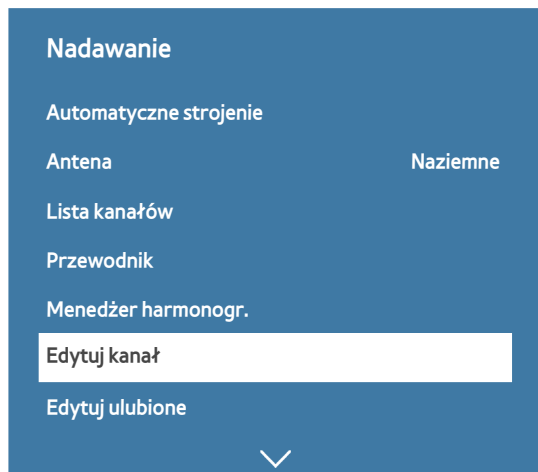 Nadawanie
Automatyczne strojenie
Antena Naziemne
Lista kanałów
Przewodnik
Menedżer harmonogr.
Edytuj kanał
Edytuj ulubione